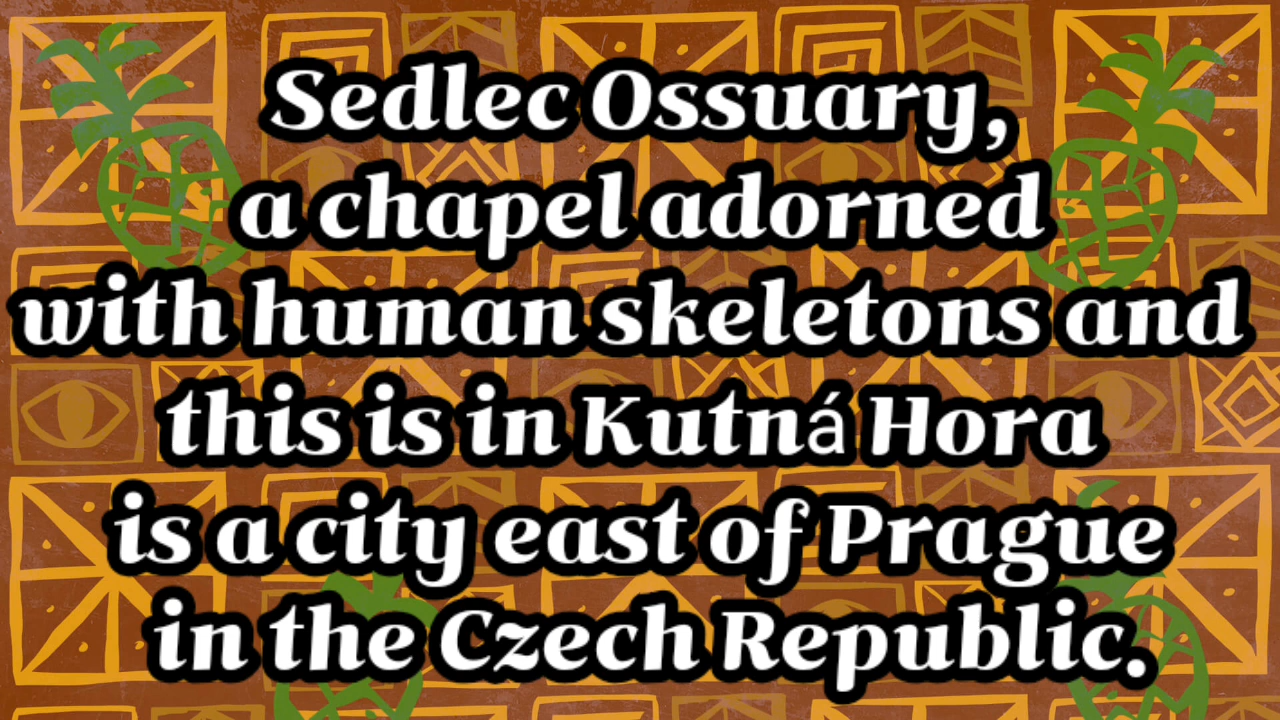 Sedlec Ossuary,
a chapel adorned
with human skeletons and
this is in Kutná Hora
is a city east of Prague
in the Czech Republic.